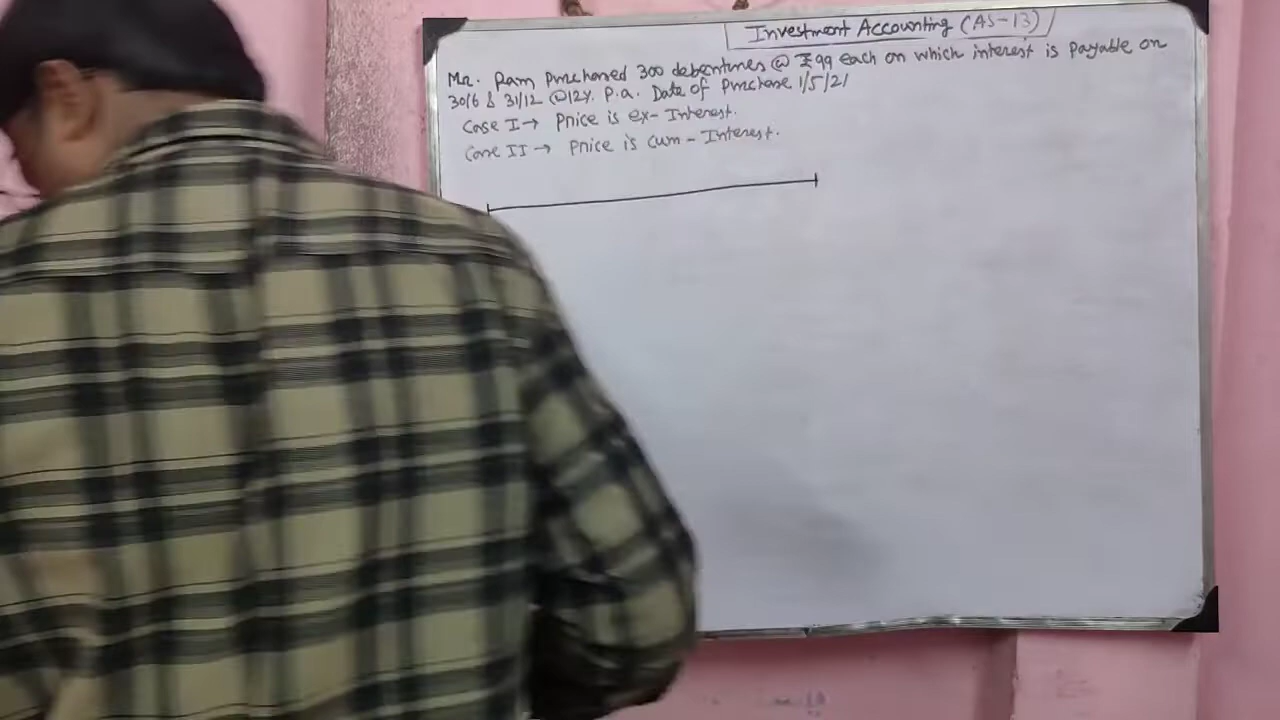 Investment Accounting (AS-13)
Mr. Ram purchased 300 debentures @ ₹99 each on which interest is payable on
30/6 & 31/12 @12%. P.a. Date of Purchase 1/5/21
Case I → Price is ex-Interest.
Case II → Price is cum-Interest.